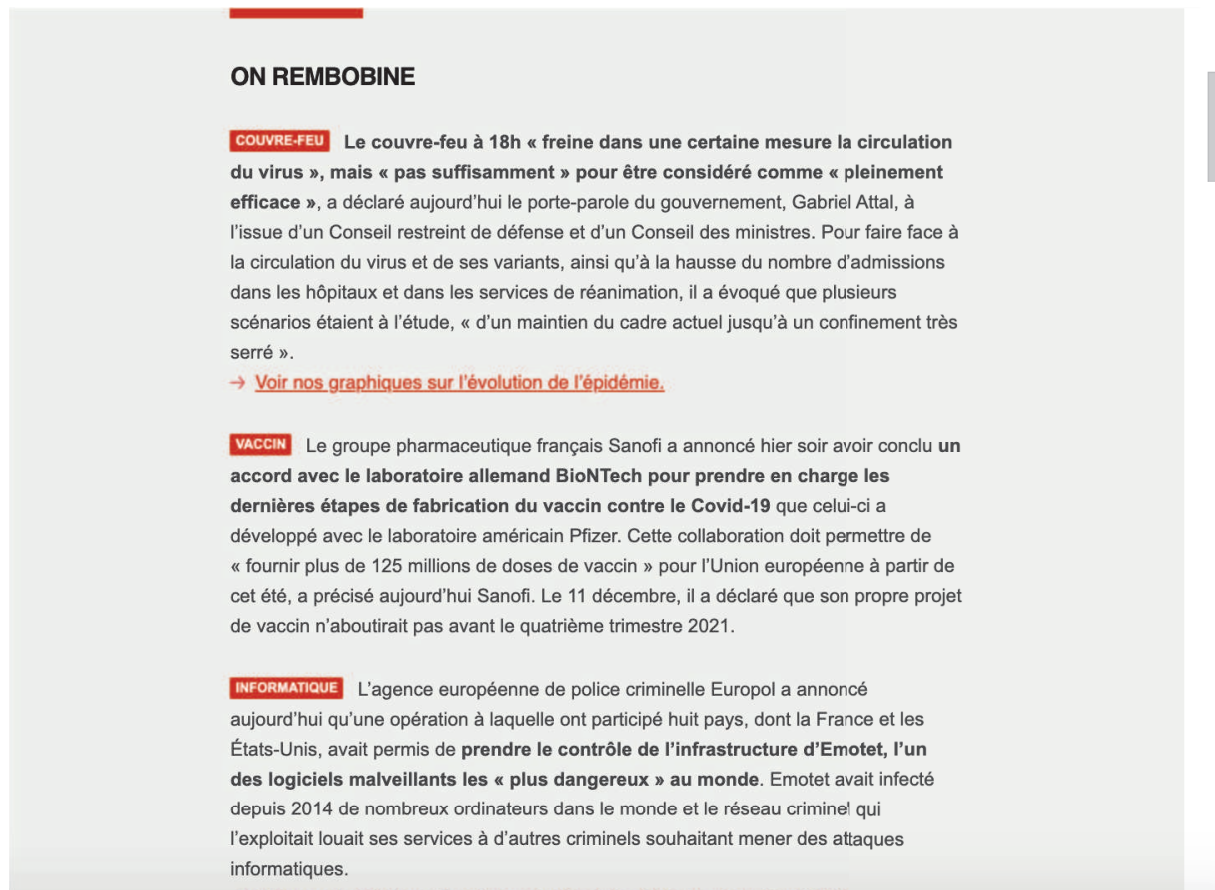 ON REMBOBINE
COUVRE-FEU Le couvre-feu à 18h « freine dans une certaine mesure la circulation
du virus », mais « pas suffisamment » pour être considéré comme « pleinement
efficace », a déclaré aujourd’hui le porte-parole du gouvernement, Gabriel Attal, à
l’issue d’un Conseil restreint de défense et d’un Conseil des ministres. Pour faire face à
la circulation du virus et de ses variants, ainsi qu’à la hausse du nombre d’admissions
dans les hôpitaux et dans les services de réanimation, il a évoqué que plusieurs
scénarios étaient à l’étude, « d’un maintien du cadre actuel jusqu’à un confinement très
serré ».
→ Voir nos graphiques sur l’évolution de l’épidémie.
VACCIN Le groupe pharmaceutique français Sanofi a annoncé hier soir avoir conclu un
accord avec le laboratoire allemand BioNTech pour prendre en charge les
dernières étapes de fabrication du vaccin contre le Covid-19 que celui-ci a
développé avec le laboratoire américain Pfizer. Cette collaboration doit permettre de
« fournir plus de 125 millions de doses de vaccin » pour l’Union européenne à partir de
cet été, a précisé aujourd’hui Sanofi. Le 11 décembre, il a déclaré que son propre projet
de vaccin n’aboutirait pas avant le quatrième trimestre 2021.
INFORMATIQUE L’agence européenne de police criminelle Europol a annoncé
aujourd’hui qu’une opération à laquelle ont participé huit pays, dont la France et les
États-Unis, avait permis de prendre le contrôle de l’infrastructure d’Emotet, l’un
des logiciels malveillants les « plus dangereux » au monde. Emotet avait infecté
depuis 2014 de nombreux ordinateurs dans le monde et le réseau criminel qui
l’exploitait louait ses services à d’autres criminels souhaitant mener des attaques
informatiques.